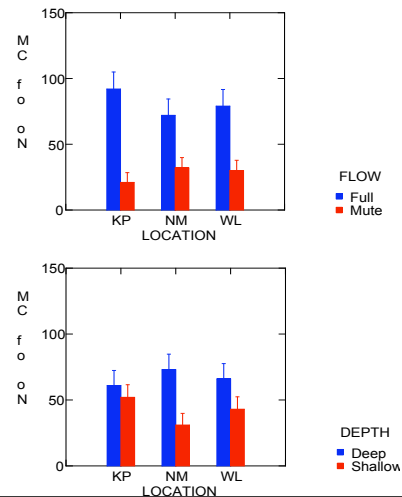 M
C
f
o
o
N
150
100
50
0
KP NM WL
LOCATION
FLOW
Full
Mute
M
C
f
o
o
N
150
100
50
0
KP NM WL
LOCATION
DEPTH
Deep
Shallow